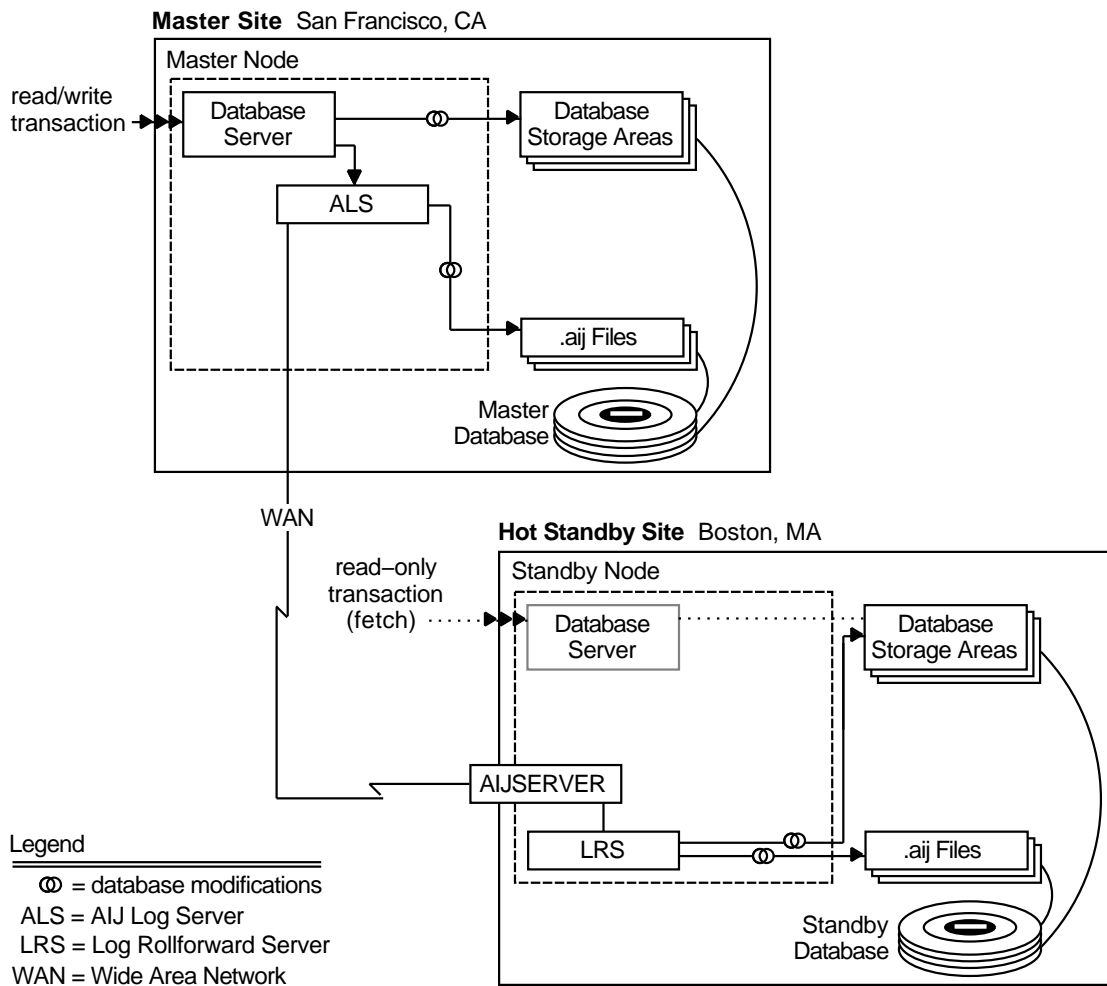 Master Site San Francisco, CA
Master Node
read/write
transaction
Database
Server
Database
Storage Areas
ALS
.aij Files
Master
Database
WAN
Hot Standby Site Boston, MA
Standby Node
read–only
transaction
(fetch)
Database
Server
Database
Storage Areas
AIJSERVER
LRS
.aij Files
Standby
Database
Legend
= database modifications
ALS = AIJ Log Server
LRS = Log Rollforward Server
WAN = Wide Area Network